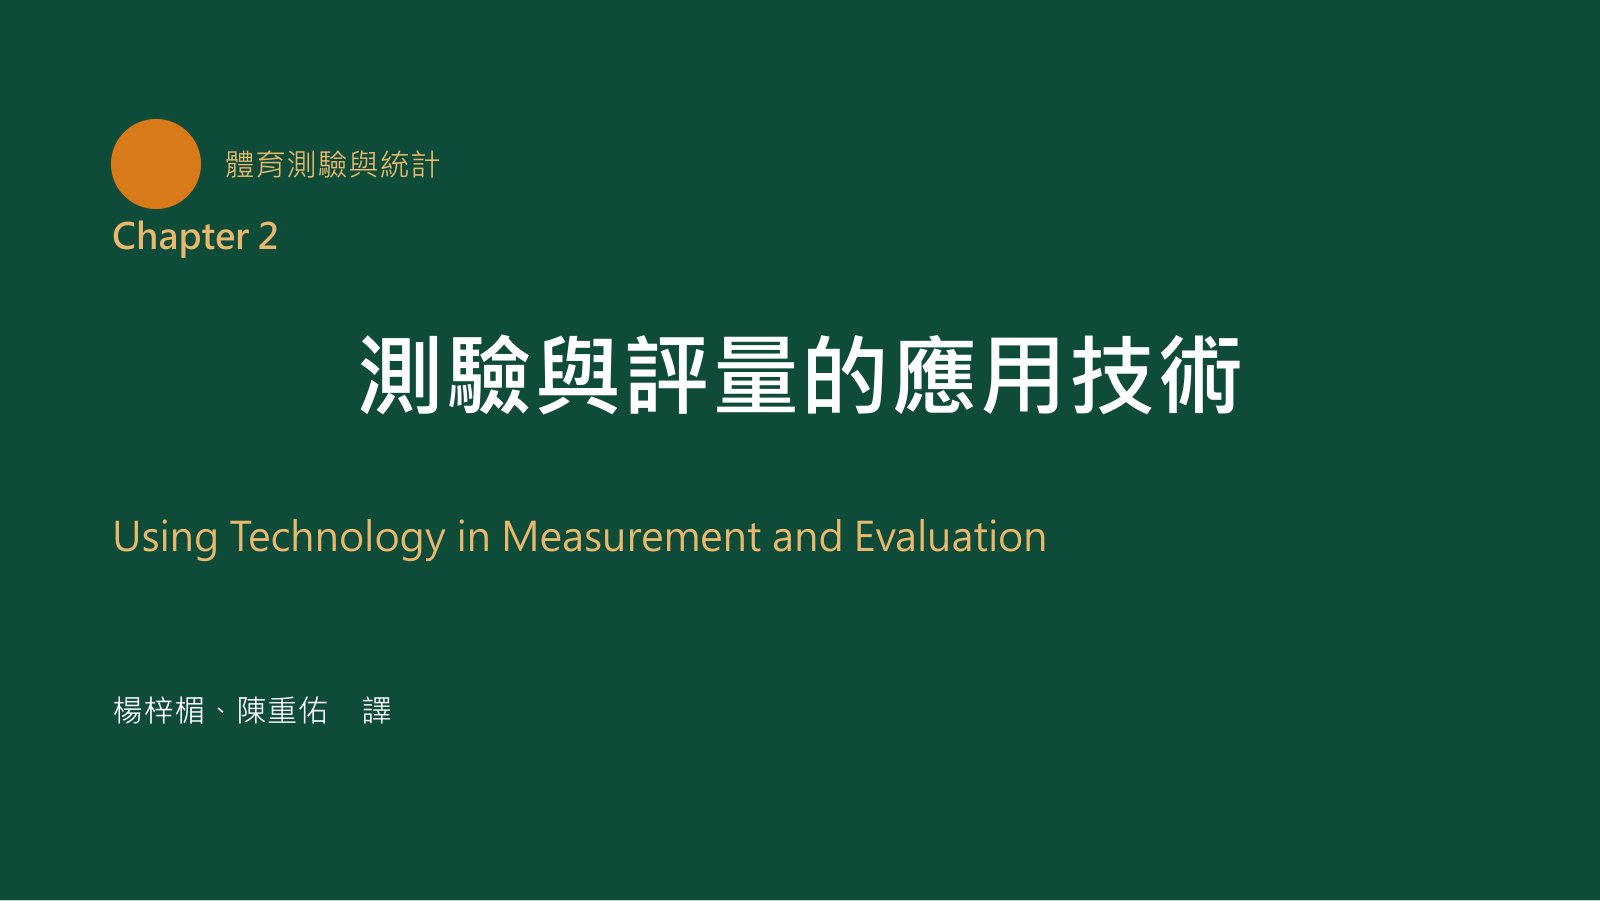 體育測驗與統計
Chapter 2
測驗與評量的應用技術
Using Technology in Measurement and Evaluation
楊梓楣、陳重佑　譯